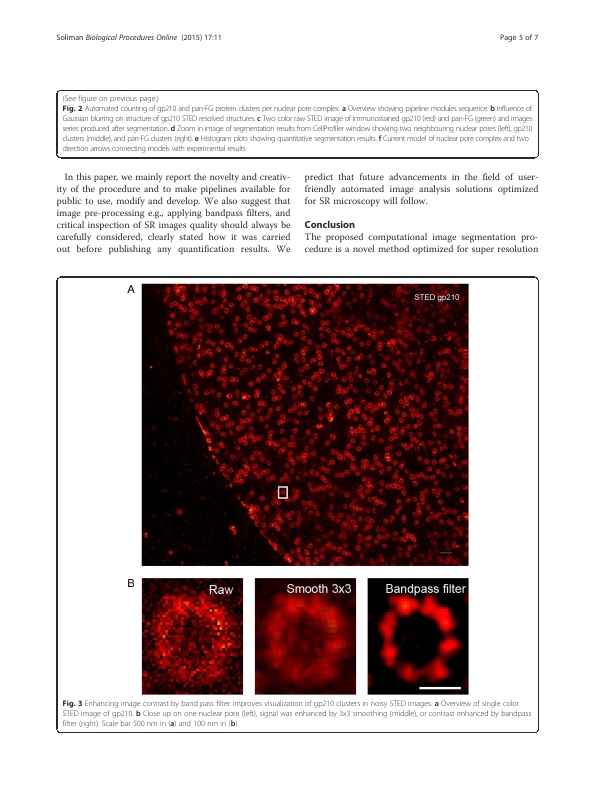 Soliman Biological Procedures Online (2015) 17:11
Page 5 of 7
(See figure on previous page.)
Fig. 2 Automated counting of gp210 and pan-FG protein clusters per nuclear pore complex. a Overview showing pipeline modules sequence. b Influence of
Gaussian blurring on structure of gp210 STED resolved structures. c Two color raw STED image of immunostained gp210 (red) and pan-FG (green) and images
series produced after segmentation. d Zoom in image of segmentation results from CellProfiler window showing two neighbouring nuclear pores (left), gp210
clusters (middle), and pan-FG clusters (right). e Histogram plots showing quantitative segmentation results. f Current model of nuclear pore complex and two
direction arrows connecting models with experimental results
In this paper, we mainly report the novelty and creativ-
ity of the procedure and to make pipelines available for
public to use, modify and develop. We also suggest that
image pre-processing e.g., applying bandpass filters, and
critical inspection of SR images quality should always be
carefully considered, clearly stated how it was carried
out before publishing any quantification results. We
predict that future advancements in the field of user-
friendly automated image analysis solutions optimized
for SR microscopy will follow.
Conclusion
The proposed computational image segmentation pro-
cedure is a novel method optimized for super resolution
A
STED gp210
B
Raw
Smooth 3x3
Bandpass filter
Fig. 3 Enhancing image contrast by band pass filter improves visualization of gp210 clusters in noisy STED images. a Overview of single color
STED image of gp210. b Close up on one nuclear pore (left), signal was enhanced by 3x3 smoothing (middle), or contrast enhanced by bandpass
filter (right). Scale bar 500 nm in (a) and 100 nm in (b)